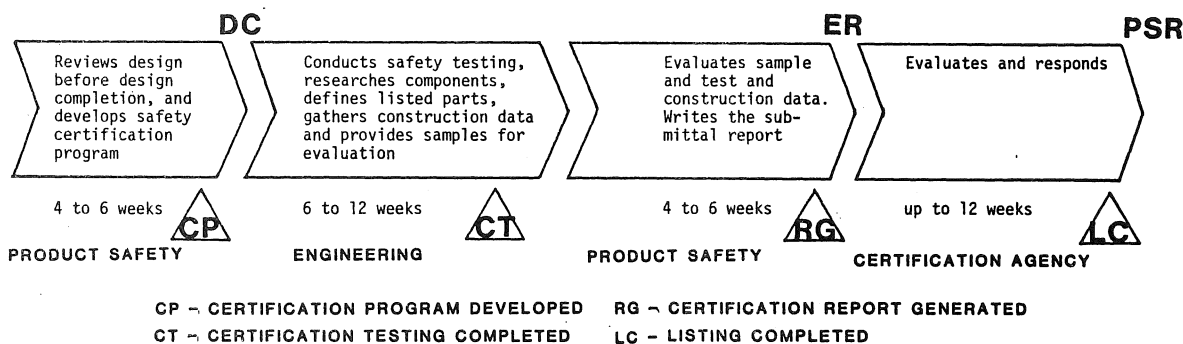 DC
ER
PSR
Reviews design
before design
completion, and
develops safety
certification
program
Conducts safety testing,
researches components,
defines listed parts,
gathers construction data
and provides samples for
evaluation
Evaluates sample
and test and
construction data.
Writes the sub-
mittal report
Evaluates and responds
4 to 6 weeks
CP
6 to 12 weeks
CT
4 to 6 weeks
RG
up to 12 weeks
LC
PRODUCT SAFETY
ENGINEERING
PRODUCT SAFETY
CERTIFICATION AGENCY
CP - CERTIFICATION PROGRAM DEVELOPED
RG - CERTIFICATION REPORT GENERATED
CT - CERTIFICATION TESTING COMPLETED
LC - LISTING COMPLETED